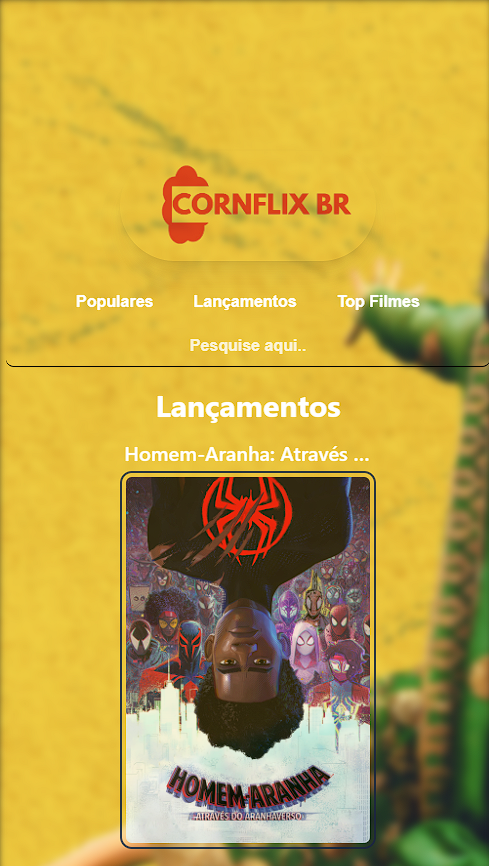 CORNFLIX BR
Populares Lançamentos Top Filmes
Pesquise aqui..
Lançamentos
Homem-Aranha: Através ...
HOMEM-ARANHA
ATRAVÉS DO ARANHAVERSO